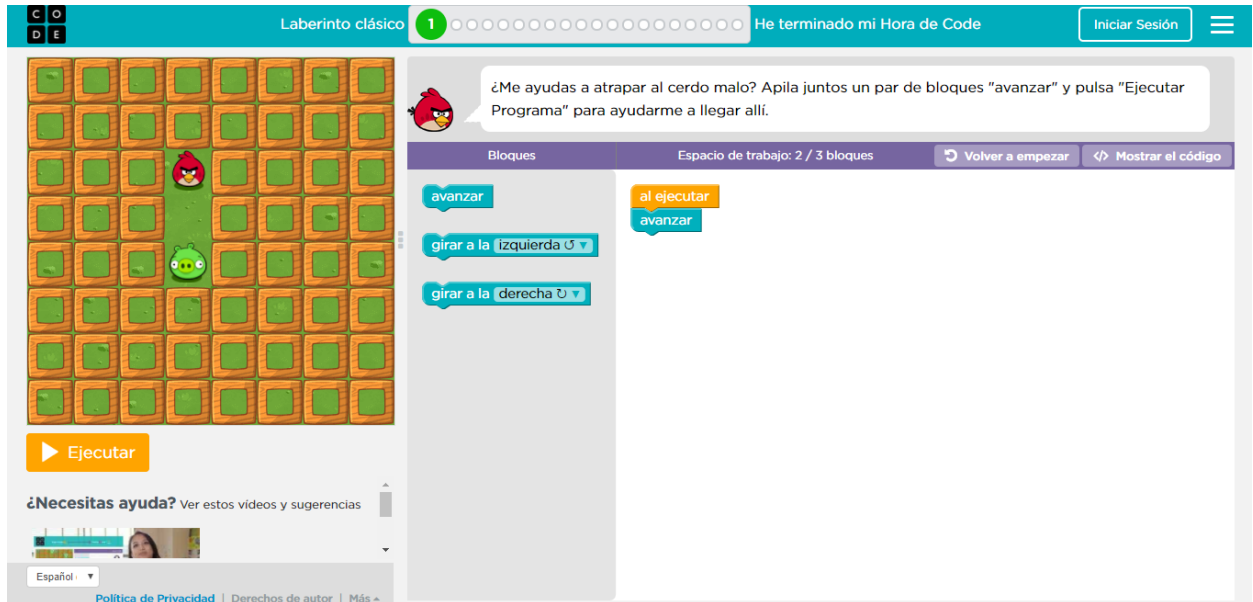 C O
D E
Laberinto clásico
1
He terminado mi Hora de Code
Iniciar Sesión
¿Me ayudas a atrapar al cerdo malo? Apila juntos un par de bloques "avanzar" y pulsa "Ejecutar
Programa" para ayudarme a llegar allí.
Bloques
Espacio de trabajo: 2 / 3 bloques
Volver a empezar
</> Mostrar el código
avanzar
girar a la izquierda ↺ ▼
girar a la derecha ↻ ▼
al ejecutar
avanzar
Ejecutar
¿Necesitas ayuda? Ver estos vídeos y sugerencias
Español
Política de Privacidad | Derechos de autor | Más